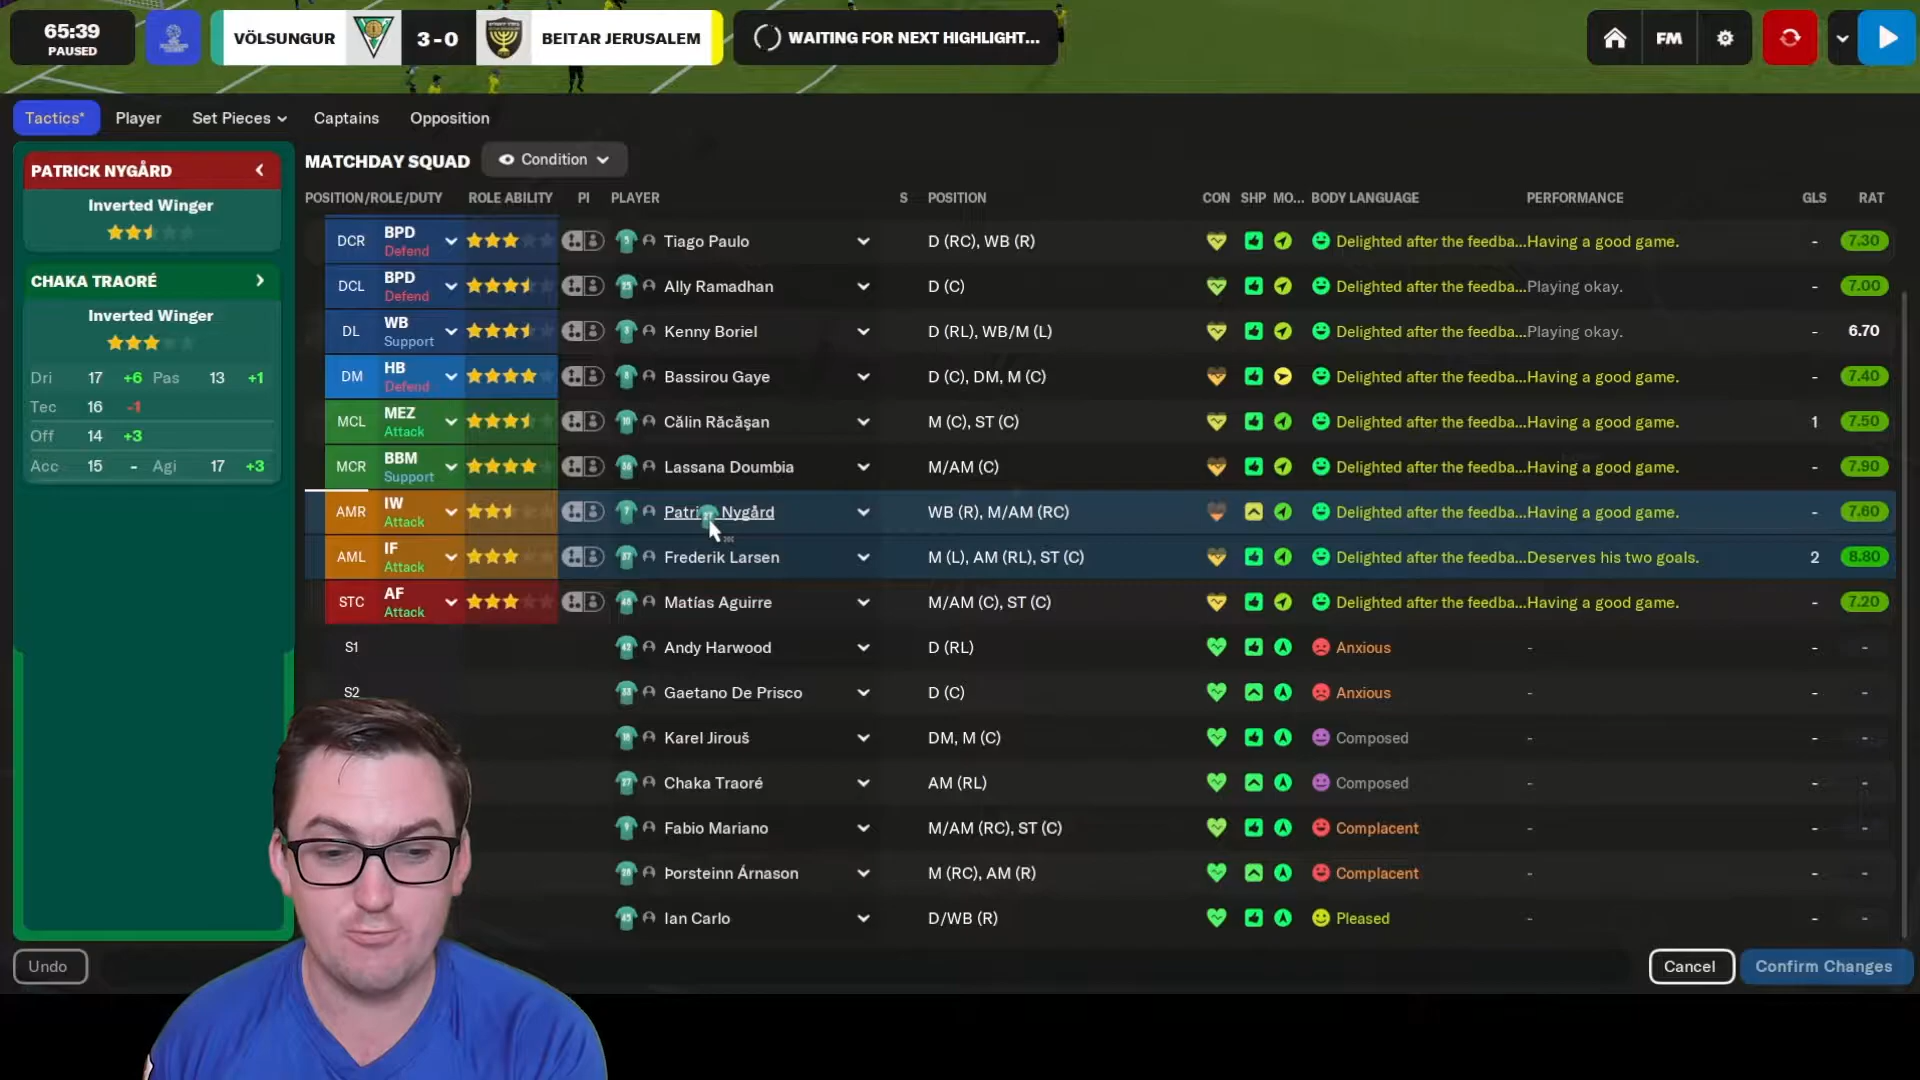 65:39
PAUSED
VÖLSUNGUR
3 - 0
BEITAR JERUSALEM
WAITING FOR NEXT HIGHLIGHT...
FM
Tactics* Player Set Pieces Captains Opposition
PATRICK NYGÅRD
Inverted Winger
CHAKA TRAORÉ
Inverted Winger
Dri 17 +6 Pas 13 +1
Tec 16 -1
Off 14 +3
Acc 15 - Agi 17 +3
MATCHDAY SQUAD Condition
POSITION/ROLE/DUTY ROLE ABILITY PI PLAYER S POSITION CON SHP MO... BODY LANGUAGE PERFORMANCE GLS RAT
DCR BPD Defend Tiago Paulo D (RC), WB (R) Delighted after the feedba... Having a good game. - 7.30
DCL BPD Defend Ally Ramadhan D (C) Delighted after the feedba... Playing okay. - 7.00
DL WB Support Kenny Boriel D (RL), WB/M (L) Delighted after the feedba... Playing okay. - 6.70
DM HB Defend Bassirou Gaye D (C), DM, M (C) Delighted after the feedba... Having a good game. - 7.40
MCL MEZ Attack Călin Răcăşan M (C), ST (C) Delighted after the feedba... Having a good game. 1 7.50
MCR BBM Support Lassana Doumbia M/AM (C) Delighted after the feedba... Having a good game. - 7.90
AMR IW Attack Patri Nygård WB (R), M/AM (RC) Delighted after the feedba... Having a good game. - 7.60
AML IF Attack Frederik Larsen M (L), AM (RL), ST (C) Delighted after the feedba... Deserves his two goals. 2 8.80
STC AF Attack Matías Aguirre M/AM (C), ST (C) Delighted after the feedba... Having a good game. - 7.20
S1 Andy Harwood D (RL) Anxious - - -
S2 Gaetano De Prisco D (C) Anxious - - -
Karel Jirouš DM, M (C) Composed - - -
Chaka Traoré AM (RL) Composed - - -
Fabio Mariano M/AM (RC), ST (C) Complacent - - -
Þorsteinn Árnason M (RC), AM (R) Complacent - - -
Ian Carlo D/WB (R) Pleased - - -
Undo Cancel Confirm Changes